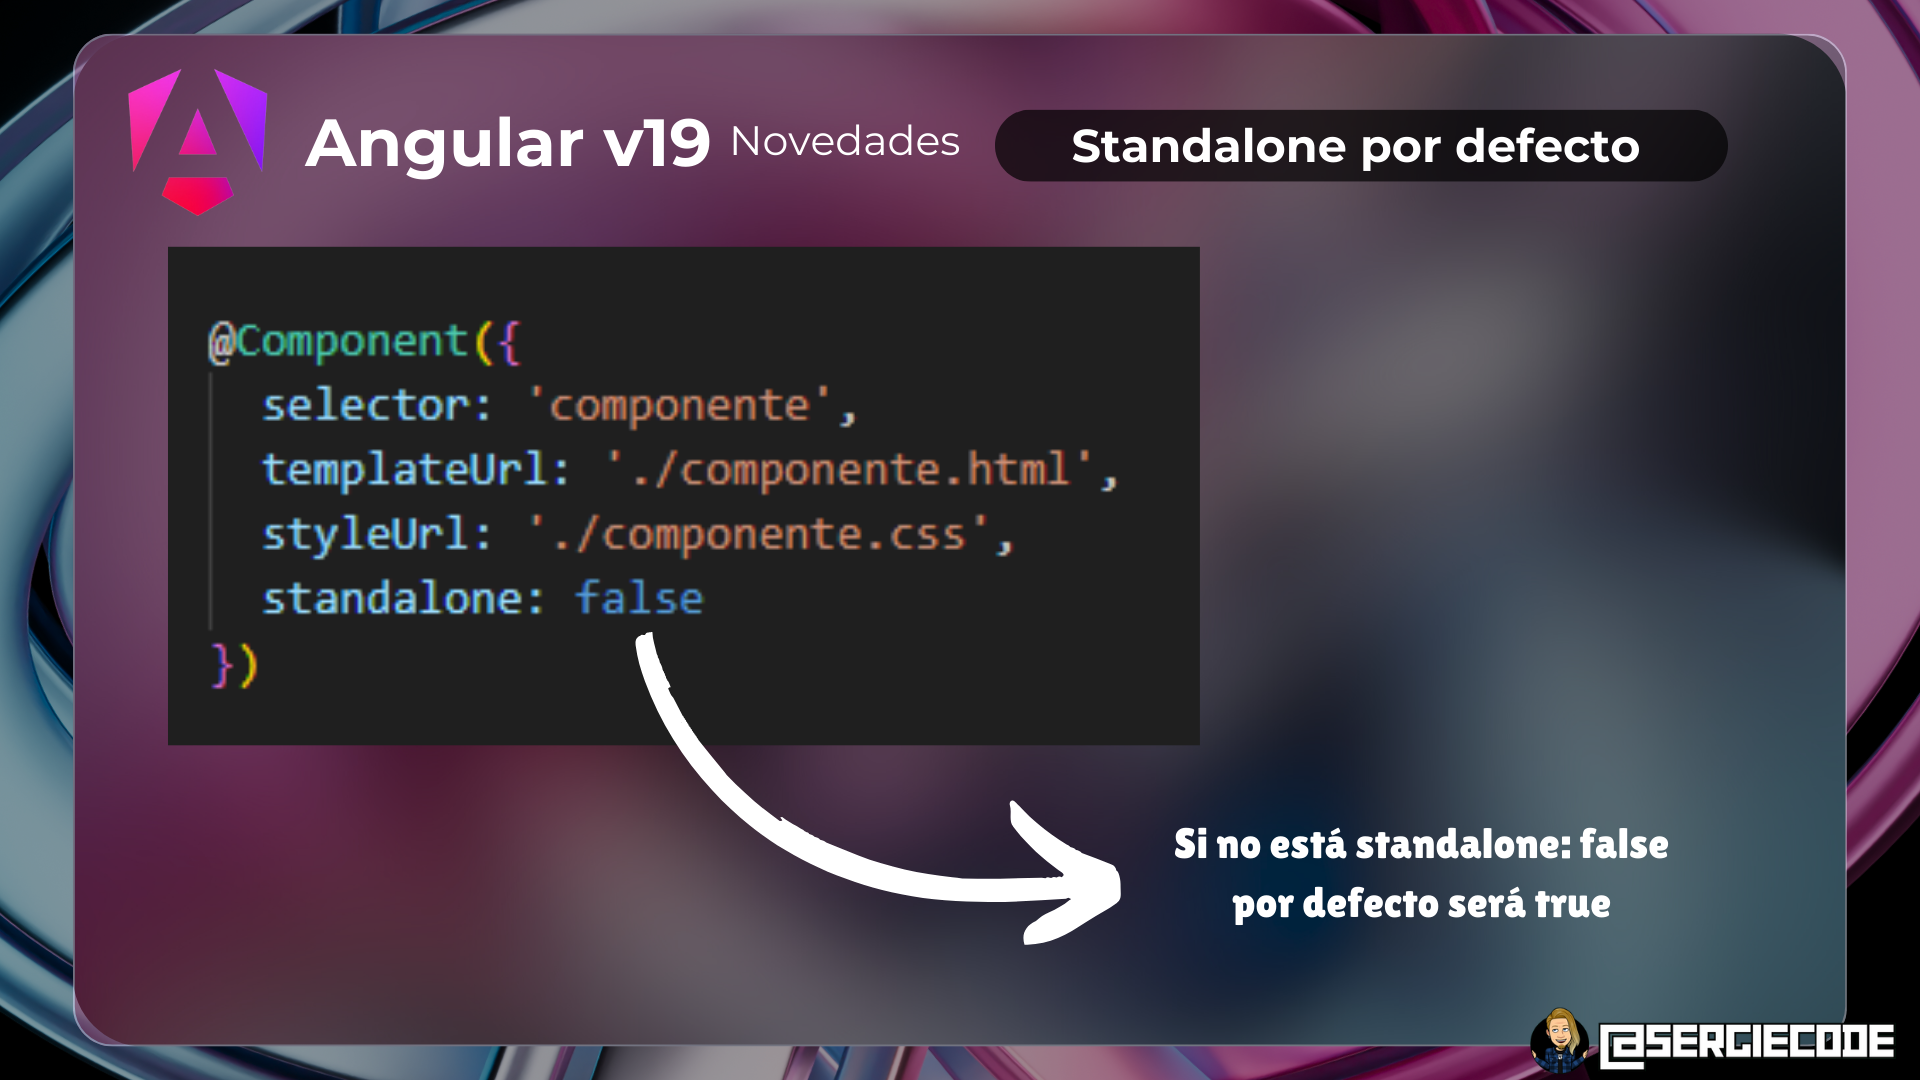 Angular v19 Novedades Standalone por defecto
@Component({
selector: 'componente',
templateUrl: './componente.html',
styleUrl: './componente.css',
standalone: false
})
Si no está standalone: false
por defecto será true
@SERGIECODE